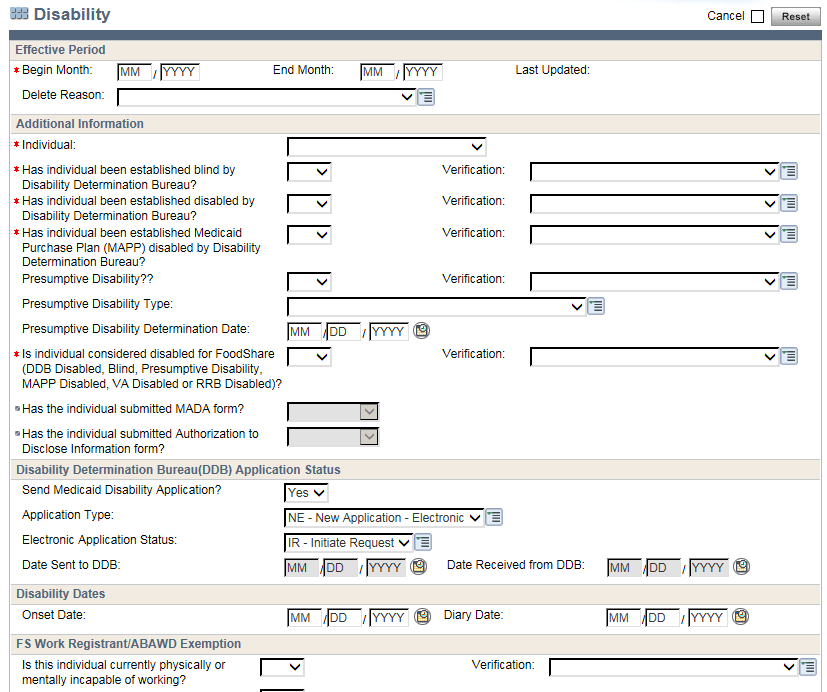 Disability Cancel Reset
Effective Period
* Begin Month: MM / YYYY End Month: MM / YYYY Last Updated:
Delete Reason:
Additional Information
* Individual:
* Has individual been established blind by Verification:
Disability Determination Bureau?
* Has individual been established disabled by Verification:
Disability Determination Bureau?
* Has individual been established Medicaid Verification:
Purchase Plan (MAPP) disabled by Disability
Determination Bureau?
Presumptive Disability?? Verification:
Presumptive Disability Type:
Presumptive Disability Determination Date: MM / DD / YYYY
* Is individual considered disabled for FoodShare Verification:
(DDB Disabled, Blind, Presumptive Disability,
MAPP Disabled, VA Disabled or RRB Disabled)?
Has the individual submitted MADA form?
Has the individual submitted Authorization to
Disclose Information form?
Disability Determination Bureau(DDB) Application Status
Send Medicaid Disability Application? Yes
Application Type: NE - New Application - Electronic
Electronic Application Status: IR - Initiate Request
Date Sent to DDB: MM / DD / YYYY Date Received from DDB: MM / DD / YYYY
Disability Dates
Onset Date: MM / DD / YYYY Diary Date: MM / DD / YYYY
FS Work Registrant/ABAWD Exemption
Is this individual currently physically or Verification:
mentally incapable of working?